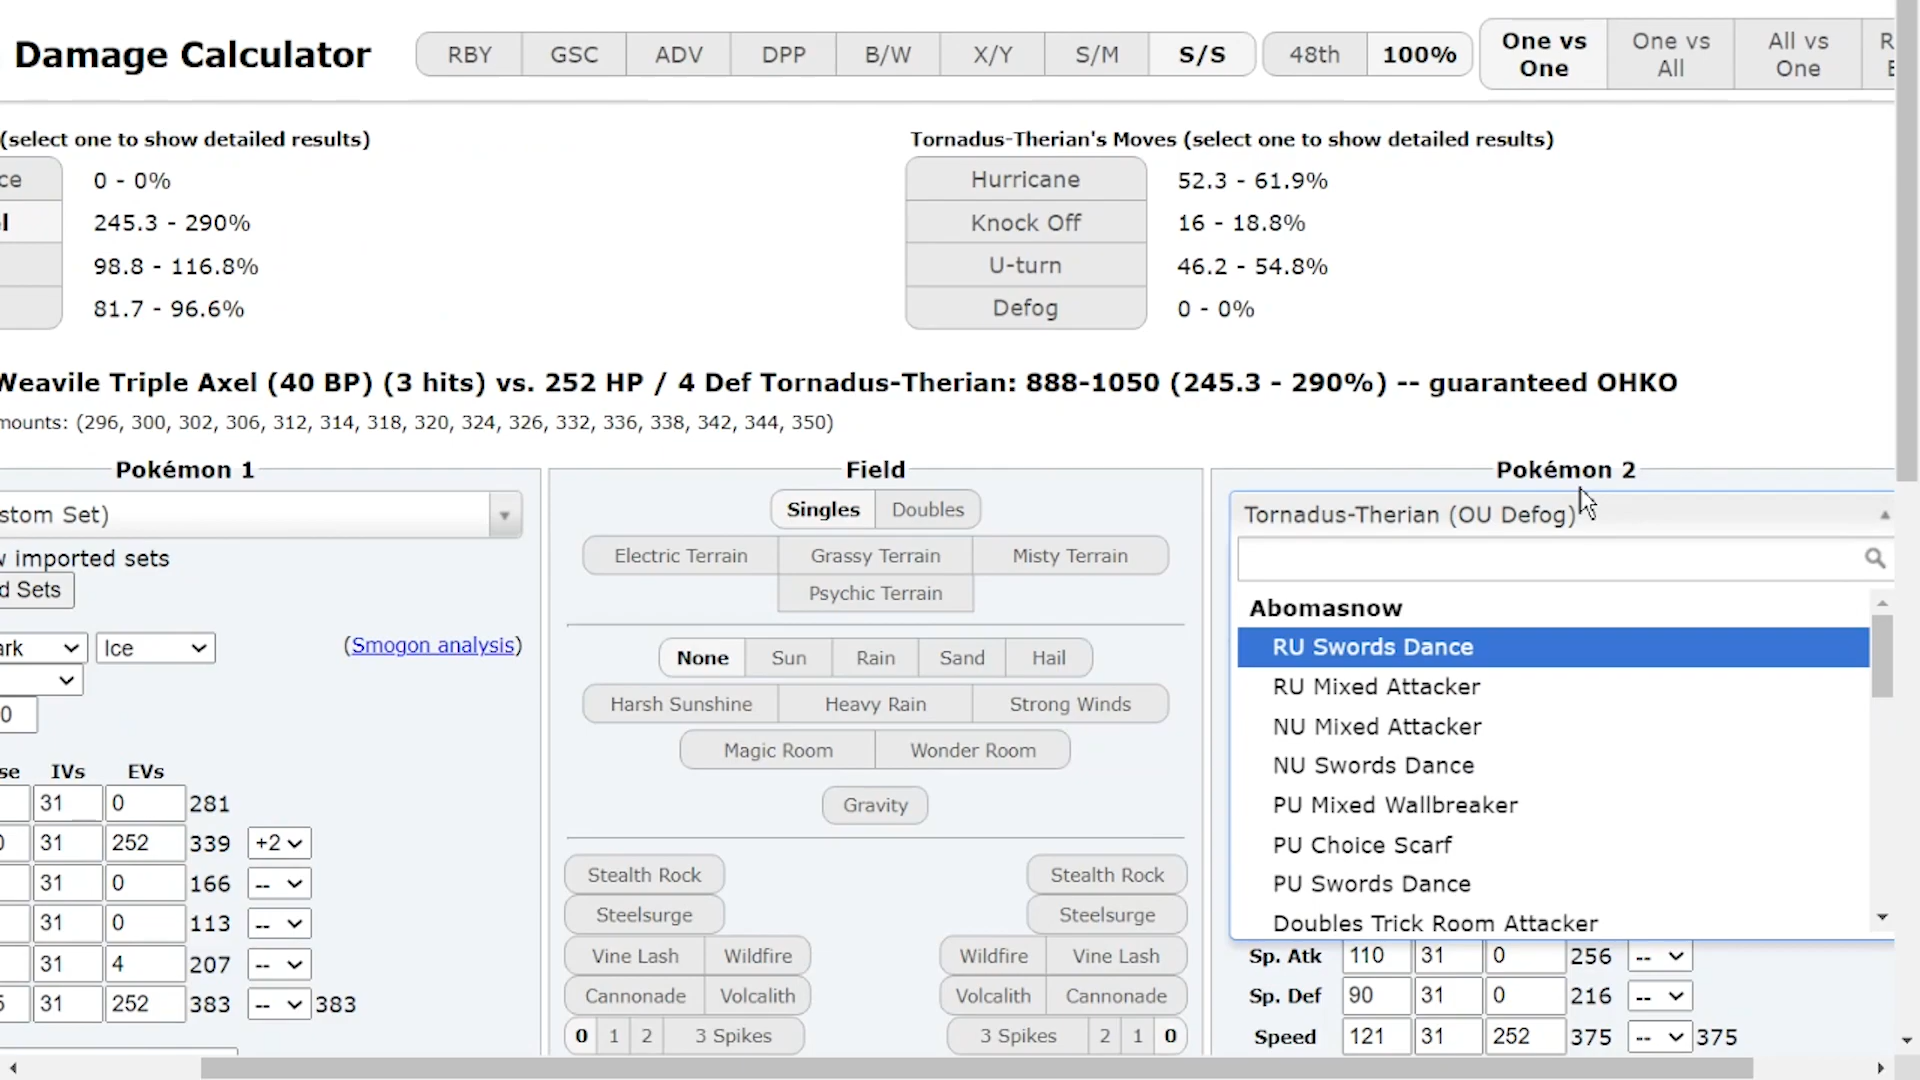 Damage Calculator
RBY GSC ADV DPP B/W X/Y S/M S/S 48th 100% One vs One One vs All All vs One
(select one to show detailed results)
Tornadus-Therian's Moves (select one to show detailed results)
0 - 0% Hurricane 52.3 - 61.9%
245.3 - 290% Knock Off 16 - 18.8%
98.8 - 116.8% U-turn 46.2 - 54.8%
81.7 - 96.6% Defog 0 - 0%
Weavile Triple Axel (40 BP) (3 hits) vs. 252 HP / 4 Def Tornadus-Therian: 888-1050 (245.3 - 290%) -- guaranteed OHKO
mounts: (296, 300, 302, 306, 312, 314, 318, 320, 324, 326, 332, 336, 338, 342, 344, 350)
Pokémon 1
stom Set)
imported sets
d Sets
ark Ice (Smogon analysis)
0
se IVs EVs
31 0 281
0 31 252 339 +2
31 0 166 --
31 0 113 --
31 4 207 --
5 31 252 383 -- 383
Field
Singles Doubles
Electric Terrain Grassy Terrain Misty Terrain
Psychic Terrain
None Sun Rain Sand Hail
Harsh Sunshine Heavy Rain Strong Winds
Magic Room Wonder Room
Gravity
Stealth Rock Stealth Rock
Steelsurge Steelsurge
Vine Lash Wildfire Wildfire Vine Lash
Cannonade Volcalith Volcalith Cannonade
0 1 2 3 Spikes 3 Spikes 2 1 0
Pokémon 2
Tornadus-Therian (OU Defog)
Abomasnow
RU Swords Dance
RU Mixed Attacker
NU Mixed Attacker
NU Swords Dance
PU Mixed Wallbreaker
PU Choice Scarf
PU Swords Dance
Doubles Trick Room Attacker
Sp. Atk 110 31 0 256 --
Sp. Def 90 31 0 216 --
Speed 121 31 252 375 -- 375